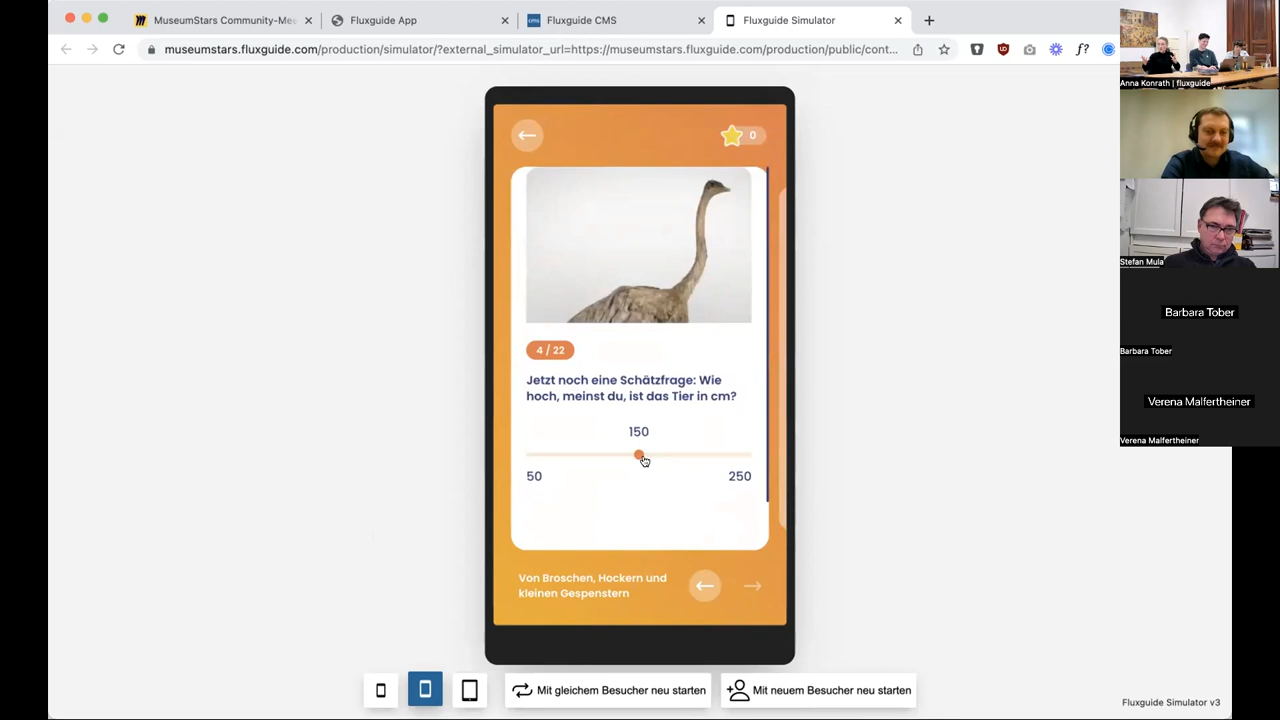 MuseumStars Community-Mee
Fluxguide App
cms
Fluxguide CMS
Fluxguide Simulator
museumstars.fluxguide.com/production/simulator/?external_simulator_url=https://museumstars.fluxguide.com/production/public/cont...
f?
Anna Konrath | fluxguide
0
Stefan Mula
Barbara Tober
Barbara Tober
4 / 22
Jetzt noch eine Schätzfrage: Wie
hoch, meinst du, ist das Tier in cm?
Verena Malfertheiner
Verena Malfertheiner
150
50
250
Von Broschen, Hockern und
kleinen Gespenstern
Mit gleichem Besucher neu starten
Mit neuem Besucher neu starten
Fluxguide Simulator v3